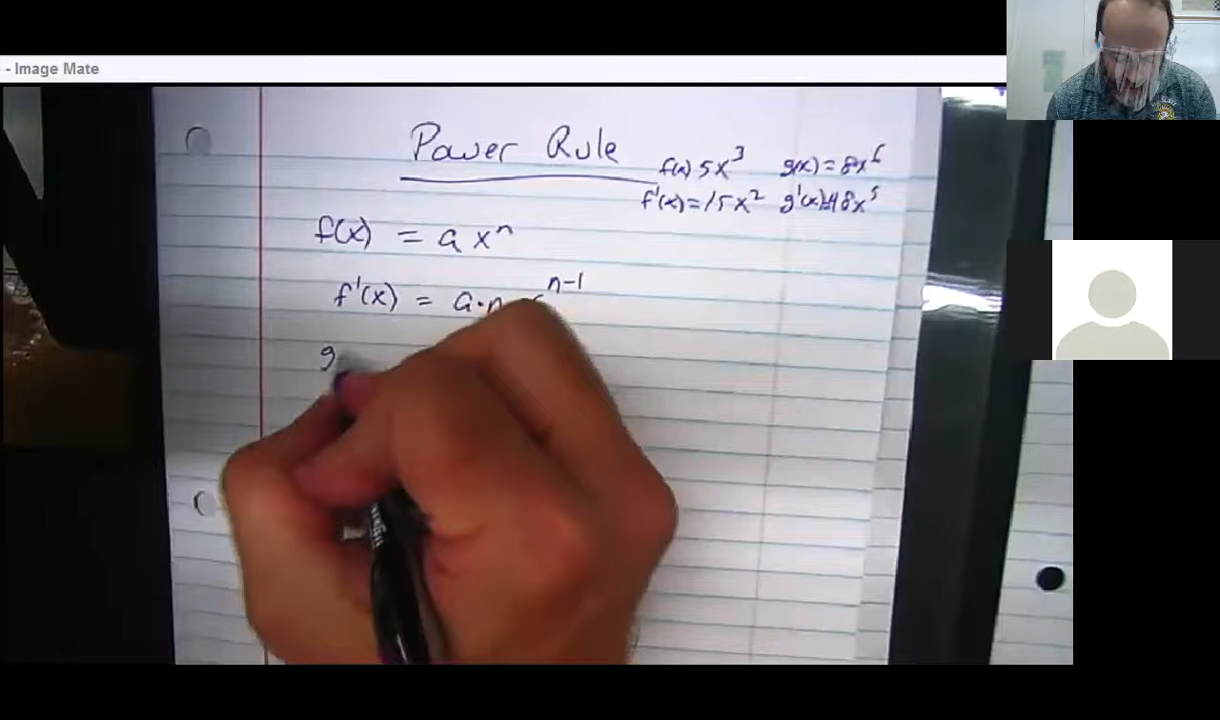 - Image Mate
Power Rule
f(x) 5x³ g(x) = 8x⁶
f'(x) = 15x² g'(x) = 48x⁵
f(x) = a xⁿ
f'(x) = a·n x^{n-1}
g